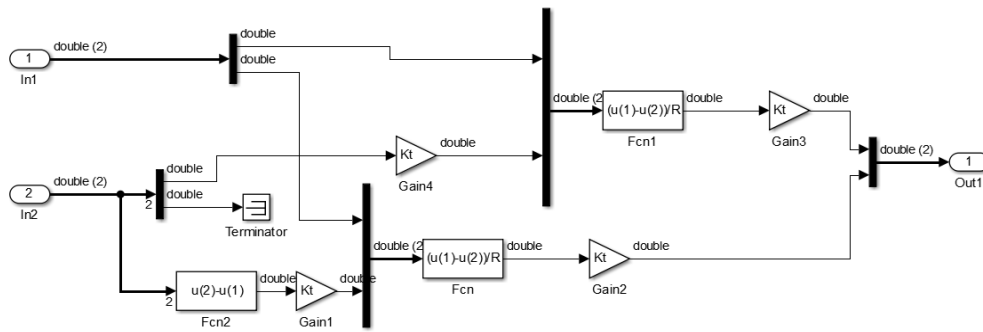 double (2)
1
In1
double
double
double (2
(u(1)-u(2))/R
Fcn1
double
Kt
Gain3
double
double (2)
1
Out1
double (2)
2
In2
2
double
double
Terminator
Kt
Gain4
double
double (2
(u(1)-u(2))/R
Fcn
double
Kt
Gain2
double
2
u(2)-u(1)
Fcn2
double
Kt
Gain1
double